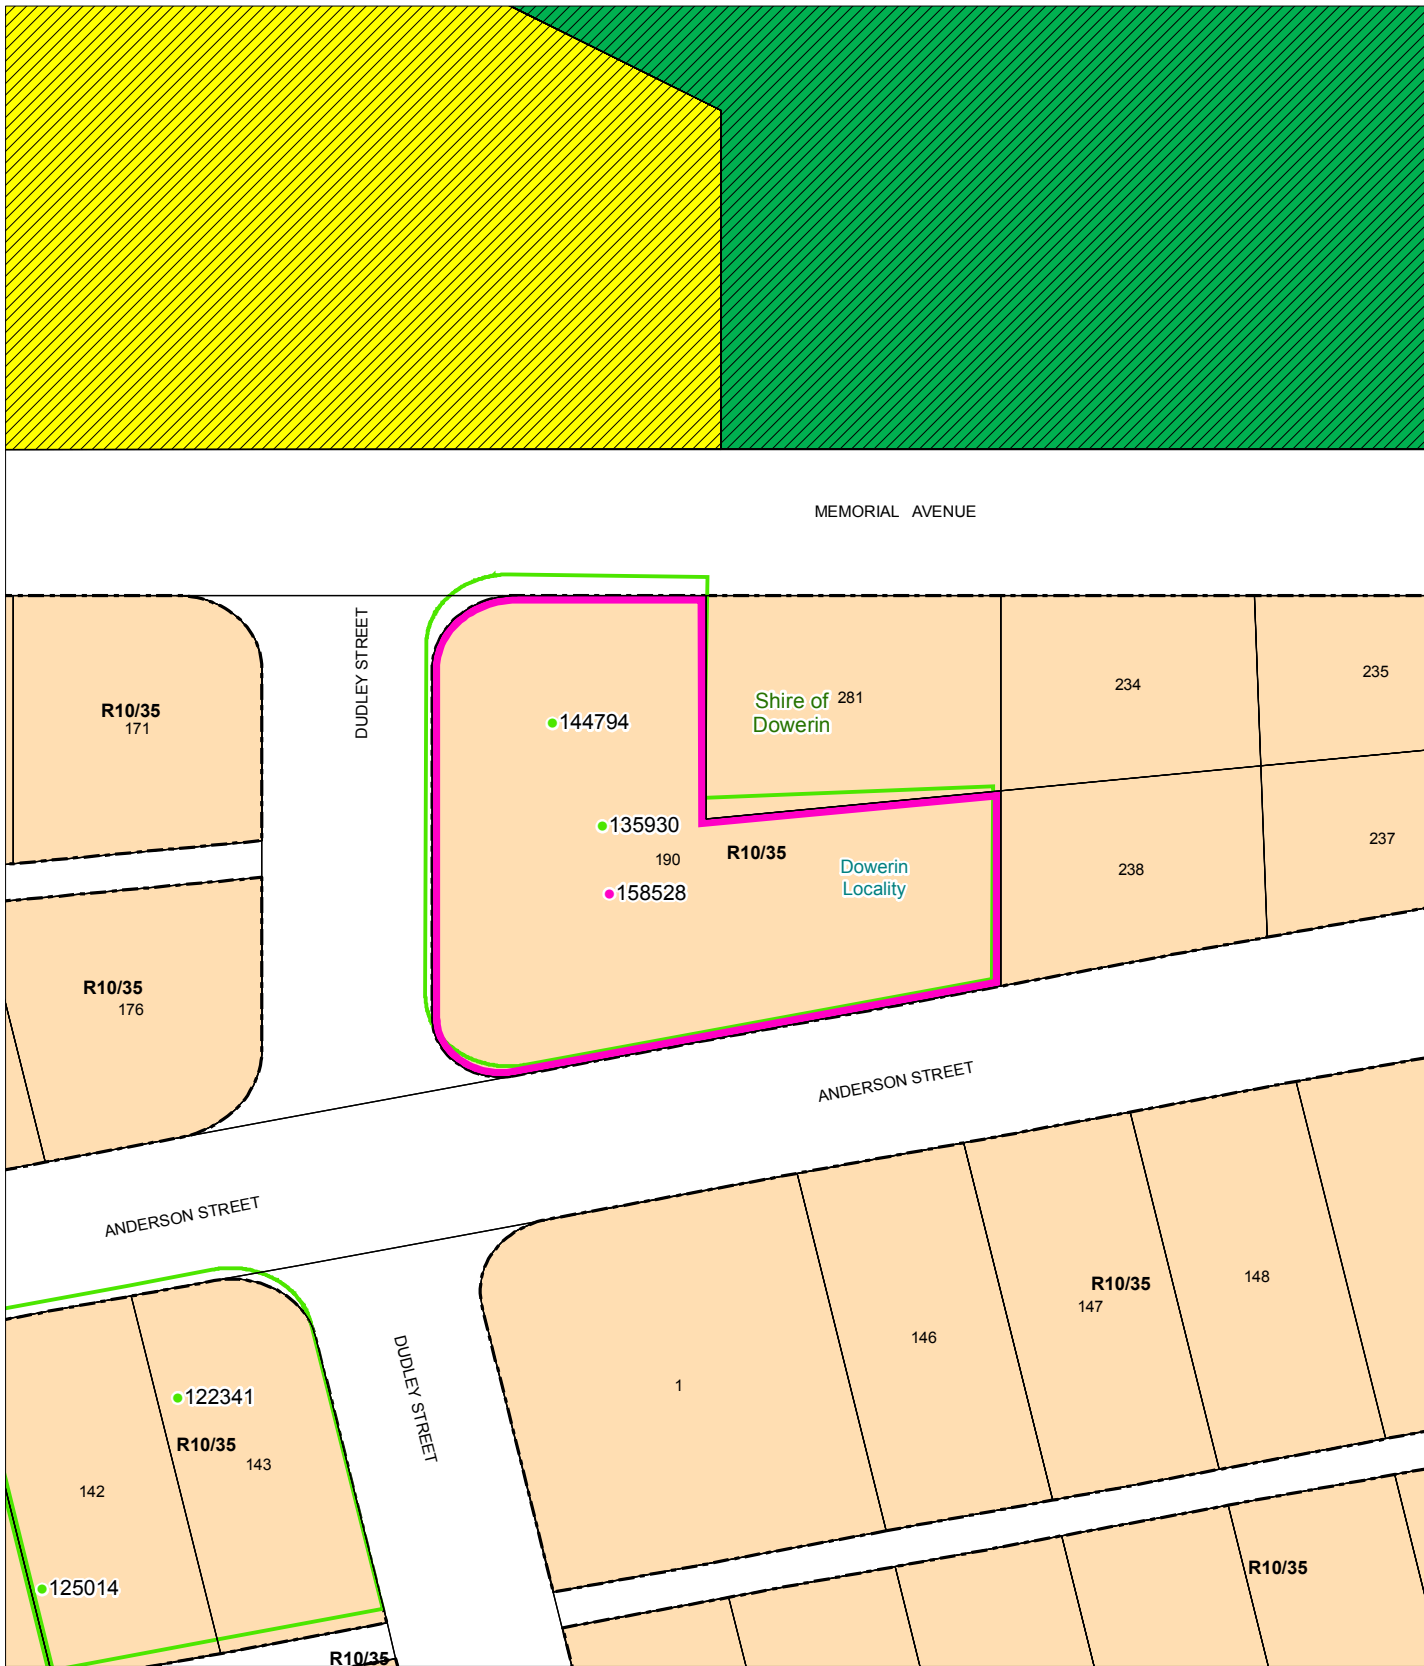 MEMORIAL AVENUE
DUDLEY STREET
R10/35
171
144794
Shire of
Dowerin
281
234
235
135930
190
R10/35
158528
Dowerin
Locality
238
237
R10/35
176
ANDERSON STREET
ANDERSON STREET
DUDLEY STREET
R10/35
147
148
146
1
122341
R10/35
143
142
125014
R10/35
R10/35